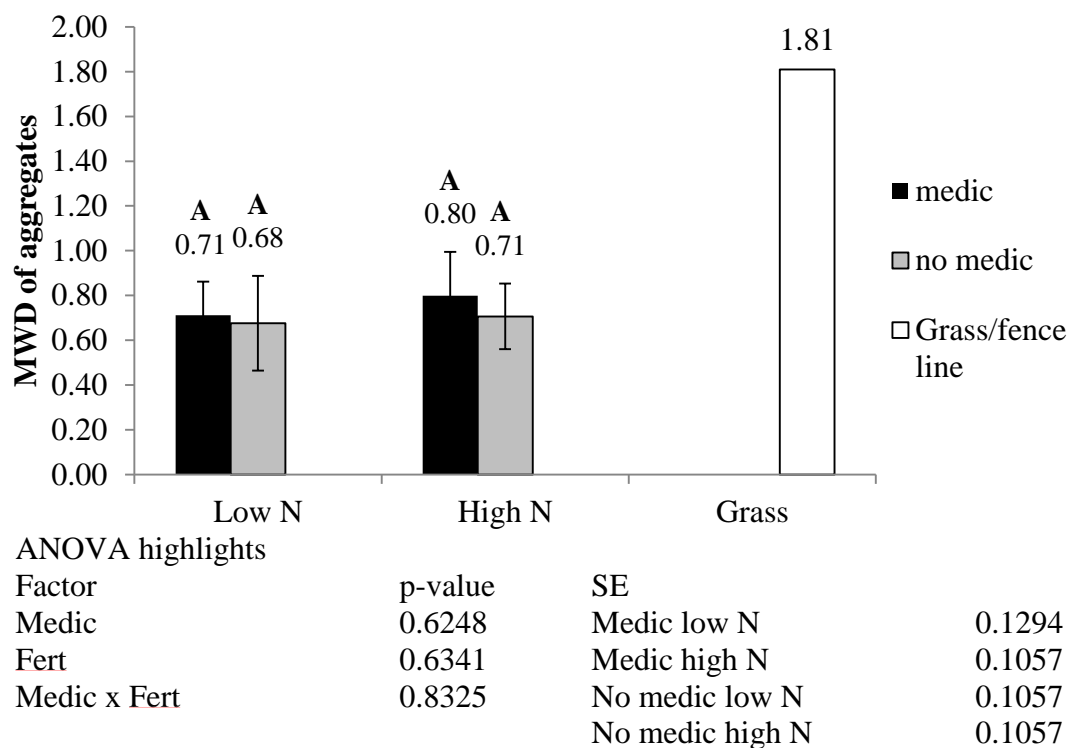 2.00
1.80
1.60
1.40
1.20
1.00
0.80
0.60
0.40
0.20
0.00
MWD of aggregates
A
0.71
A
0.68
A
0.80
A
0.71
1.81
Low N
High N
Grass
medic
no medic
Grass/fence
line
ANOVA highlights
Factor p-value SE
Medic 0.6248 Medic low N 0.1294
Fert 0.6341 Medic high N 0.1057
Medic x Fert 0.8325 No medic low N 0.1057
No medic high N 0.1057